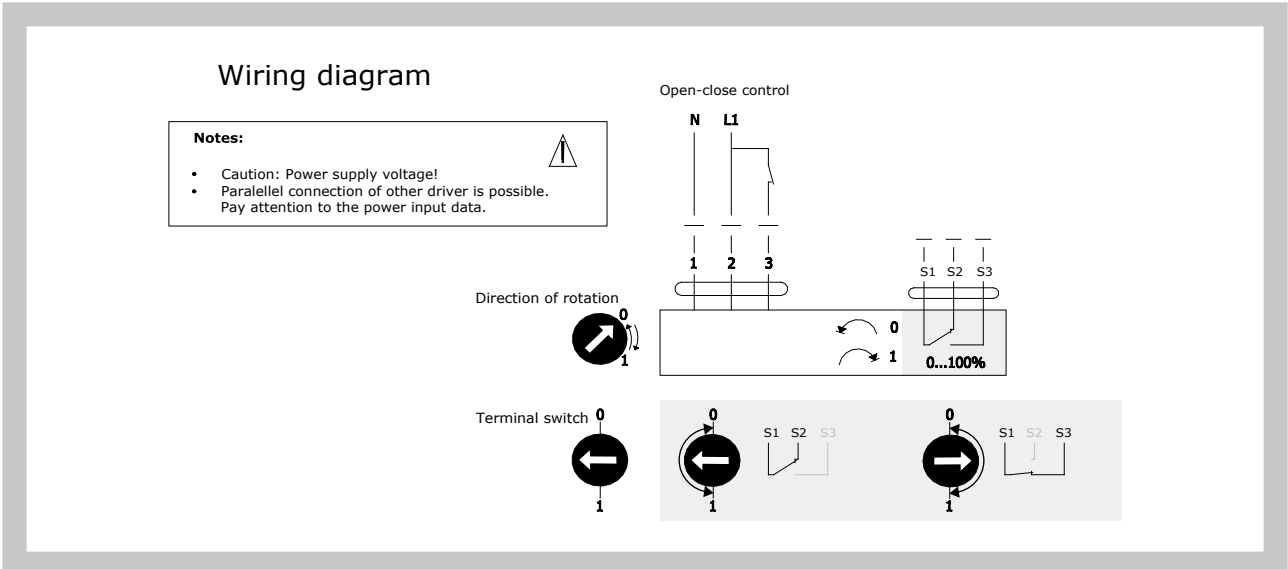 Wiring diagram
Open-close control
N L1
Notes:
• Caution: Power supply voltage!
• Paralellel connection of other driver is possible.
Pay attention to the power input data.
1 2 3
S1 S2 S3
Direction of rotation
0
1
0
1
0...100%
Terminal switch
0
1
0
1
S1 S2 S3
0
1
S1 S2 S3